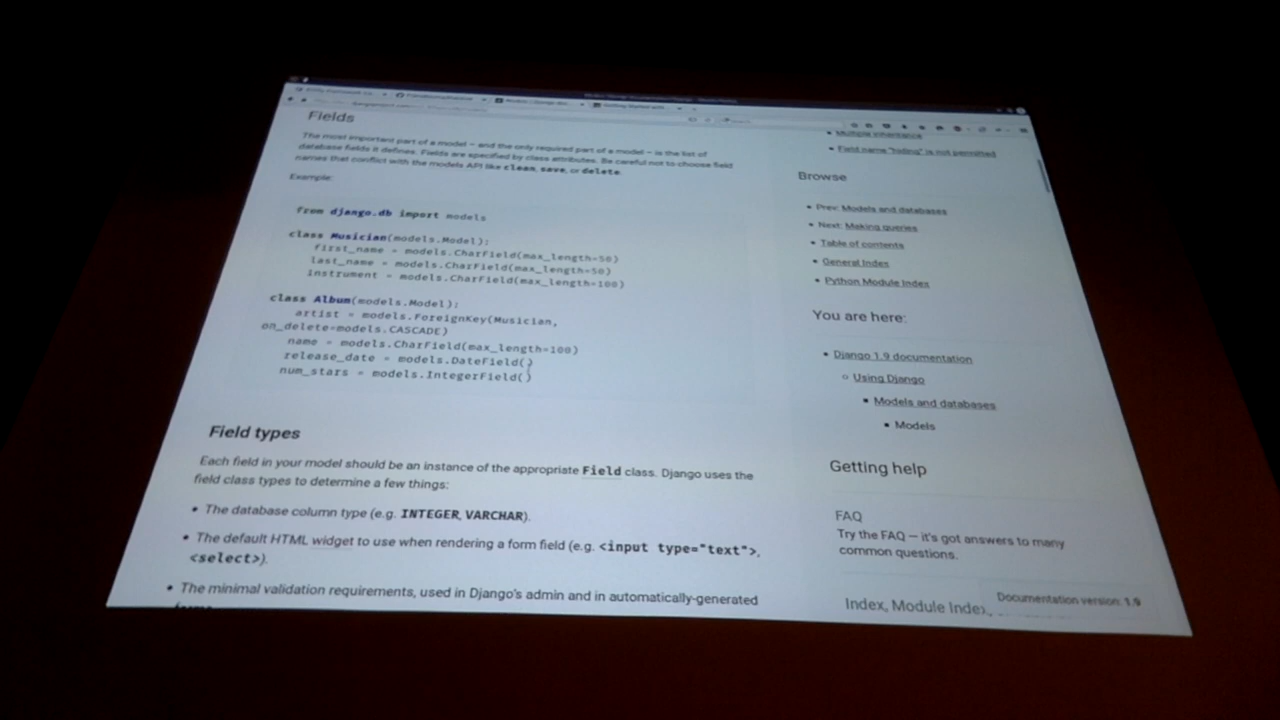 Fields
The most important part of a model – and the only required part of a model – is the list of
database fields it defines. Fields are specified by class attributes. Be careful not to choose field
names that conflict with the models API like clean, save, or delete.
Example:
from django.db import models
class Musician(models.Model):
first_name = models.CharField(max_length=50)
last_name = models.CharField(max_length=50)
instrument = models.CharField(max_length=100)
class Album(models.Model):
artist = models.ForeignKey(Musician,
on_delete=models.CASCADE)
name = models.CharField(max_length=100)
release_date = models.DateField()
num_stars = models.IntegerField()
Field types
Each field in your model should be an instance of the appropriate Field class. Django uses the
field class types to determine a few things:
• The database column type (e.g. INTEGER, VARCHAR).
• The default HTML widget to use when rendering a form field (e.g. <input type="text">,
<select>).
• The minimal validation requirements, used in Django's admin and in automatically-generated
• Multiple inheritance
• Field name "hiding" is not permitted
Browse
• Prev: Models and databases
• Next: Making queries
• Table of contents
• General Index
• Python Module Index
You are here:
• Django 1.9 documentation
○ Using Django
▪ Models and databases
▪ Models
Getting help
FAQ
Try the FAQ — it's got answers to many
common questions.
Index, Module Index,
Documentation version: 1.9